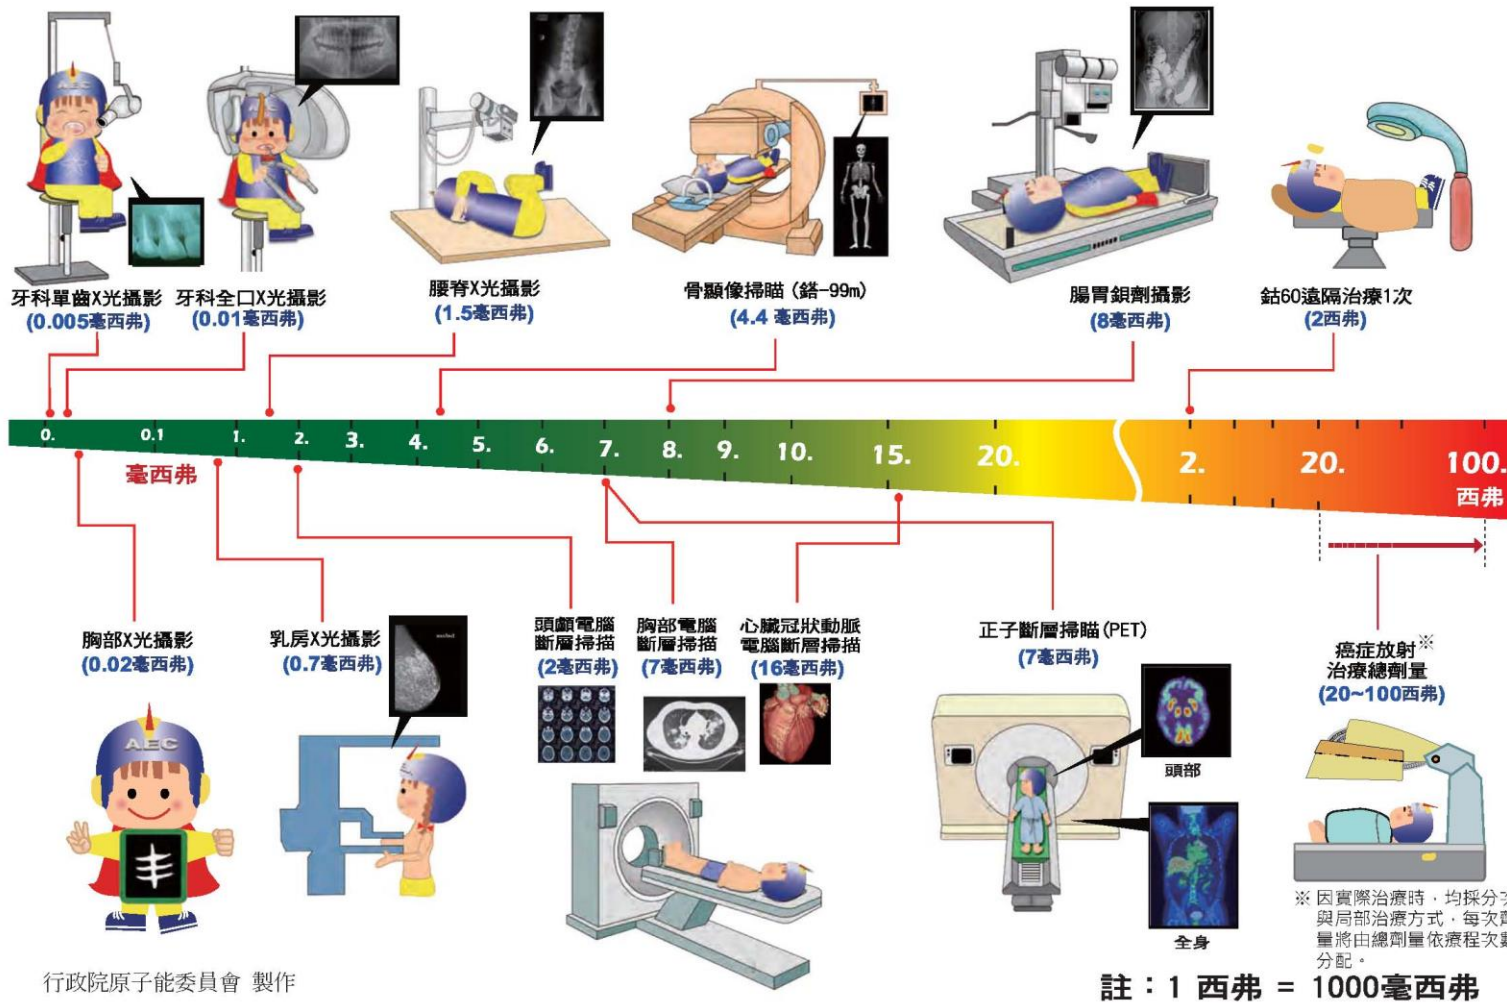 AEC
牙科單齒X光攝影
(0.005毫西弗)
牙科全口X光攝影
(0.01毫西弗)
腰脊X光攝影
(1.5毫西弗)
骨顯像掃瞄 (鎝-99m)
(4.4 毫西弗)
腸胃鋇劑攝影
(8毫西弗)
鈷60遠隔治療1次
(2西弗)
0. 0.1 1. 2. 3. 4. 5. 6. 7. 8. 9. 10. 15. 20. 2. 20. 100.
毫西弗
西弗
胸部X光攝影
(0.02毫西弗)
乳房X光攝影
(0.7毫西弗)
頭顱電腦
斷層掃描
(2毫西弗)
胸部電腦
斷層掃描
(7毫西弗)
心臟冠狀動脈
電腦斷層掃描
(16毫西弗)
正子斷層掃瞄(PET)
(7毫西弗)
癌症放射※
治療總劑量
(20~100西弗)
AEC
頭部
全身
※ 因實際治療時，均採分次
與局部治療方式，每次劑
量將由總劑量依療程次數
分配。
行政院原子能委員會 製作
註：1 西弗 = 1000毫西弗